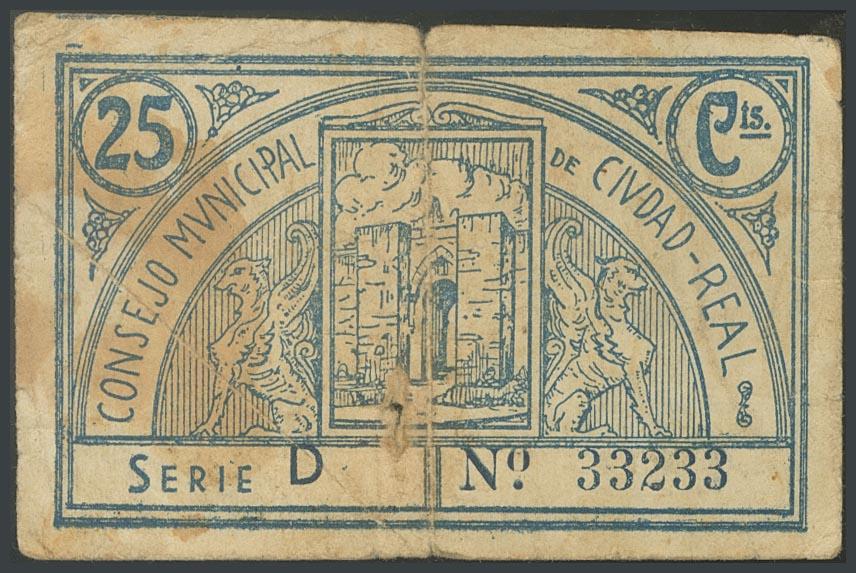 25
Cts.
CONSEJO MVNICIPAL DE CIVDAD-REAL
SERIE D
Nº 33233